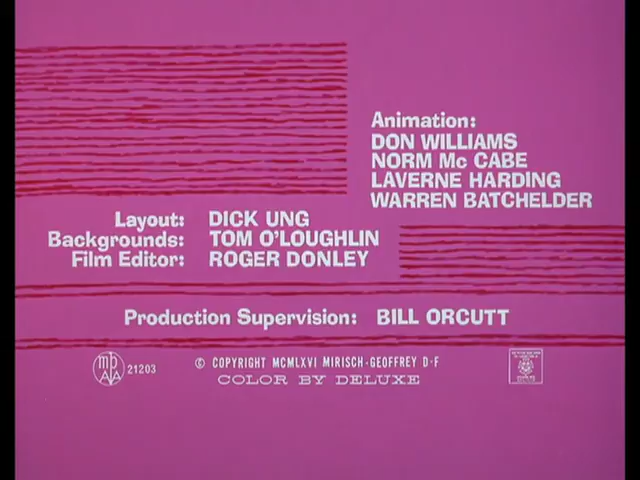 Animation:
DON WILLIAMS
NORM Mc CABE
LAVERNE HARDING
WARREN BATCHELDER
Layout: DICK UNG
Backgrounds: TOM O'LOUGHLIN
Film Editor: ROGER DONLEY
Production Supervision: BILL ORCUTT
21203
© COPYRIGHT MCMLXVI MIRISCH-GEOFFREY D-F
COLOR BY DELUXE